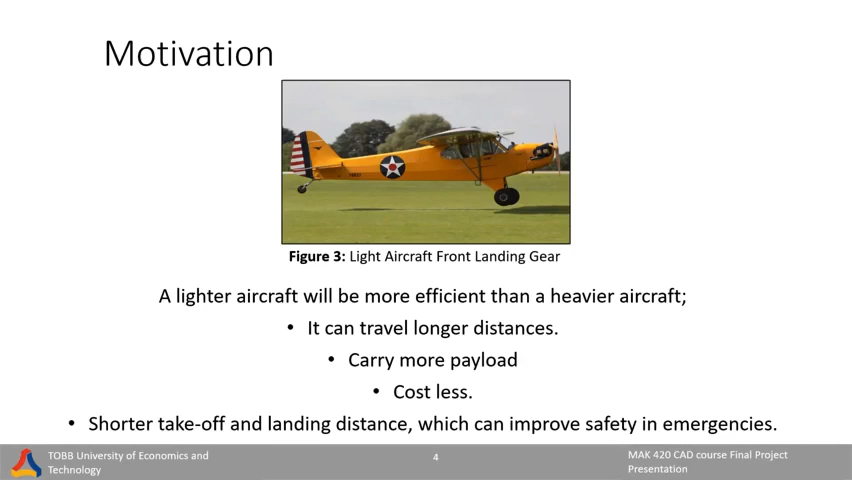 Motivation
Figure 3: Light Aircraft Front Landing Gear
A lighter aircraft will be more efficient than a heavier aircraft;
• It can travel longer distances.
• Carry more payload
• Cost less.
• Shorter take-off and landing distance, which can improve safety in emergencies.
TOBB University of Economics and
Technology
4
MAK 420 CAD course Final Project
Presentation